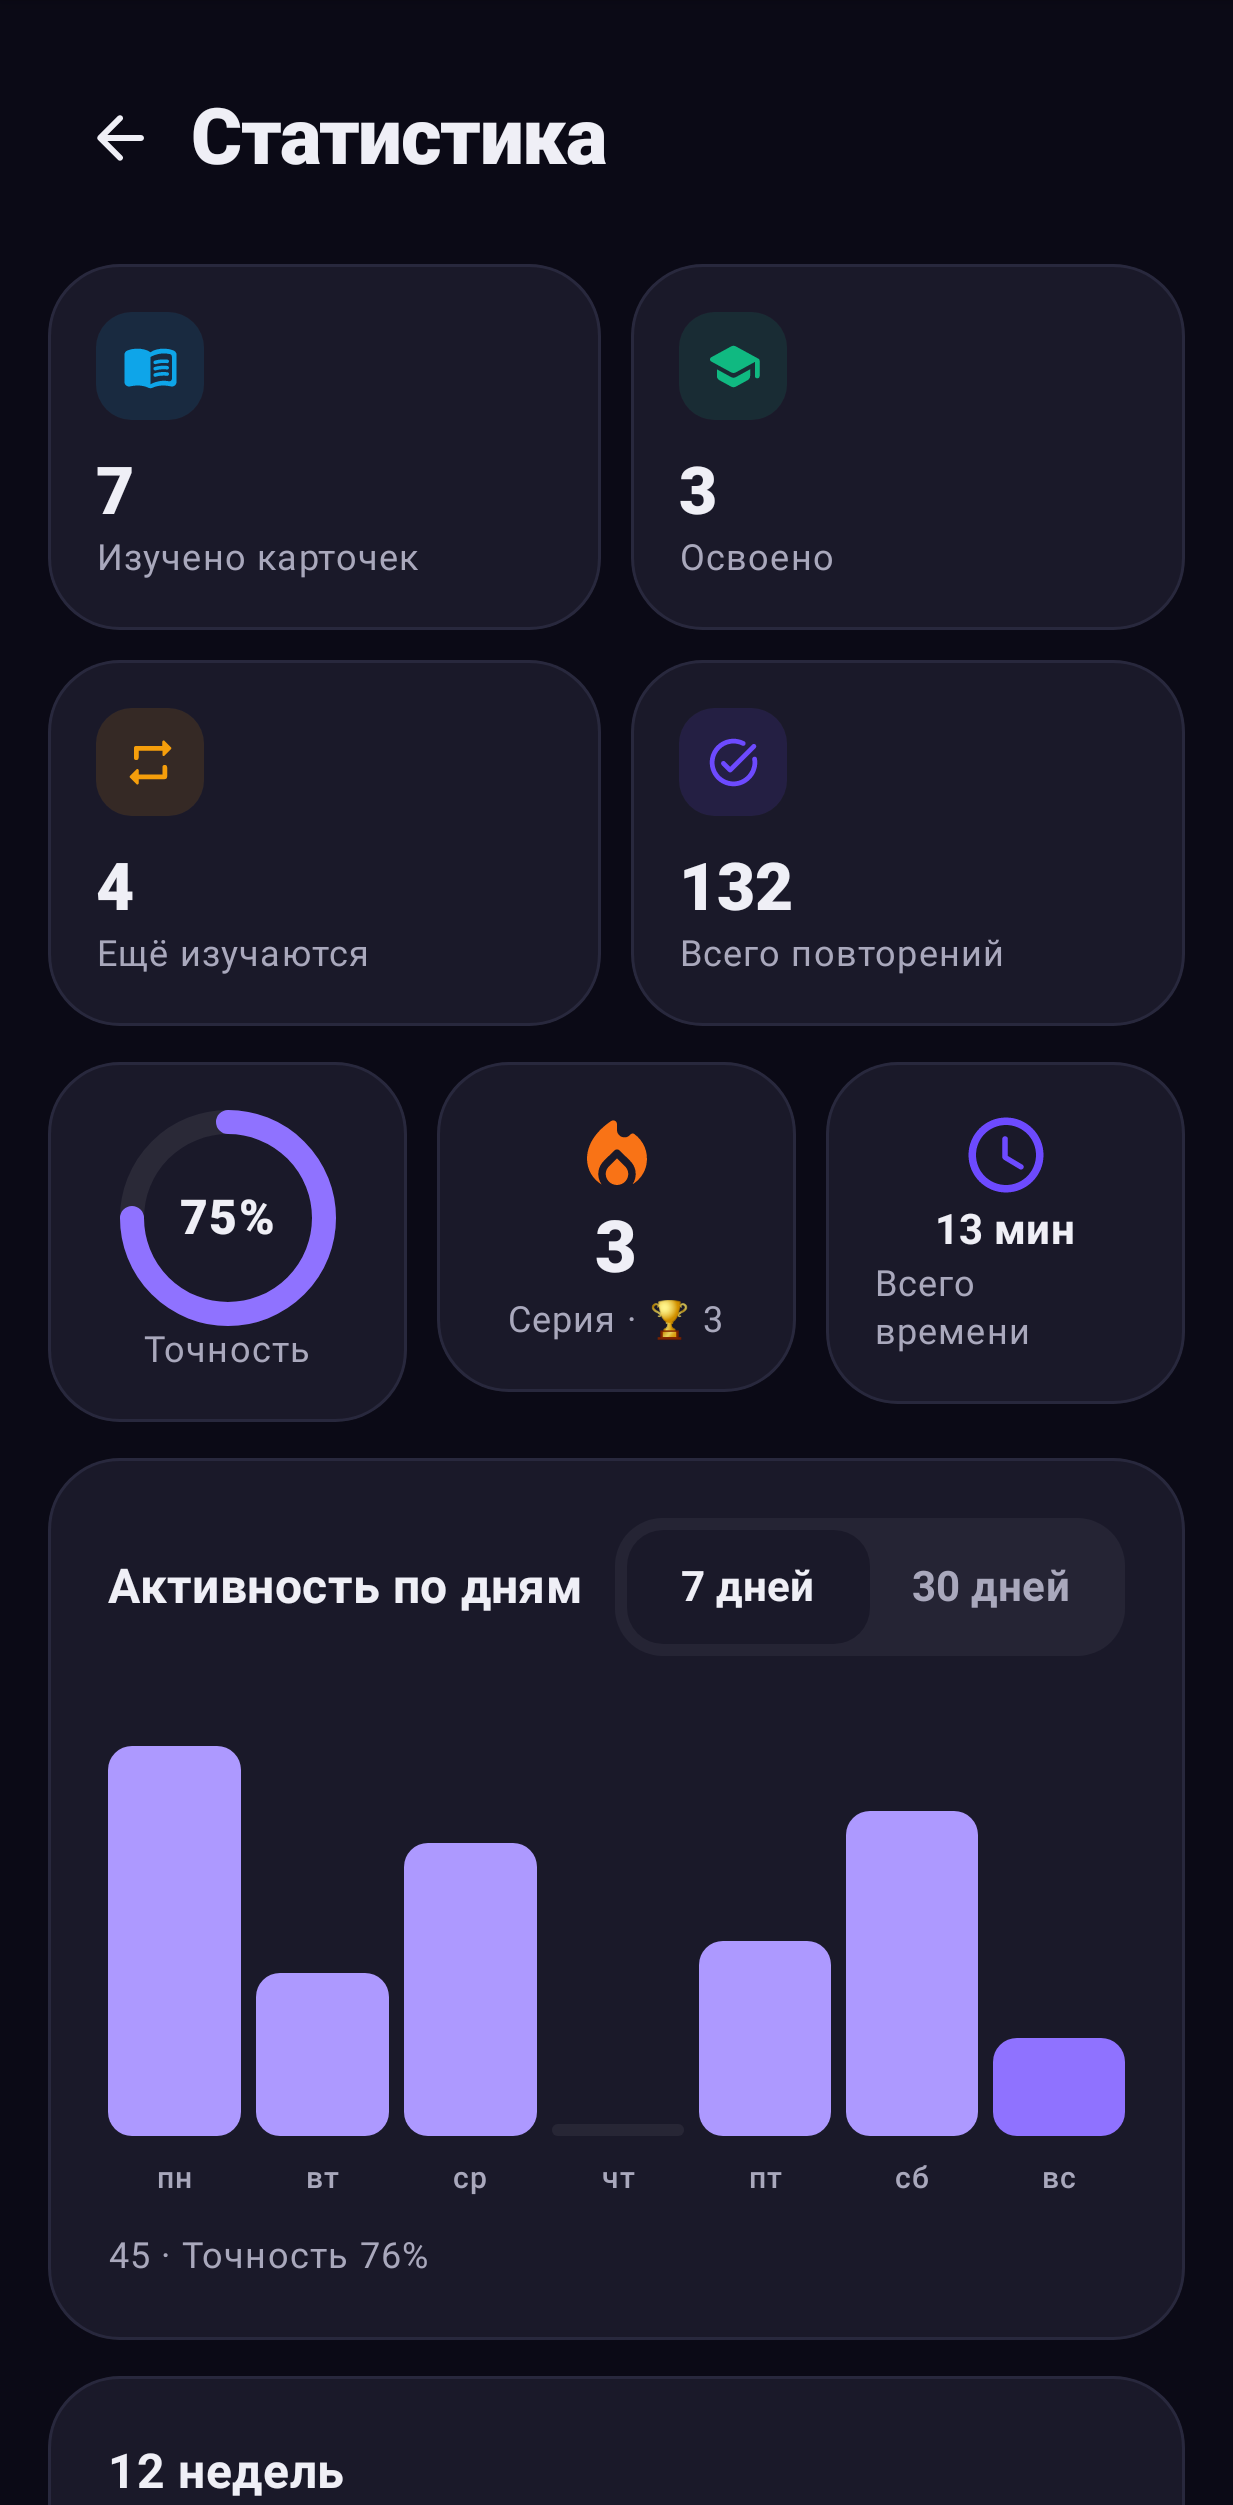 Статистика
7
Изучено карточек
3
Освоено
4
Ещё изучаются
132
Всего повторений
75%
Точность
3
Серия · 🏆 3
13 мин
Всего
времени
Активность по дням
7 дней
30 дней
пн вт ср чт пт сб вс
45 · Точность 76%
12 недель